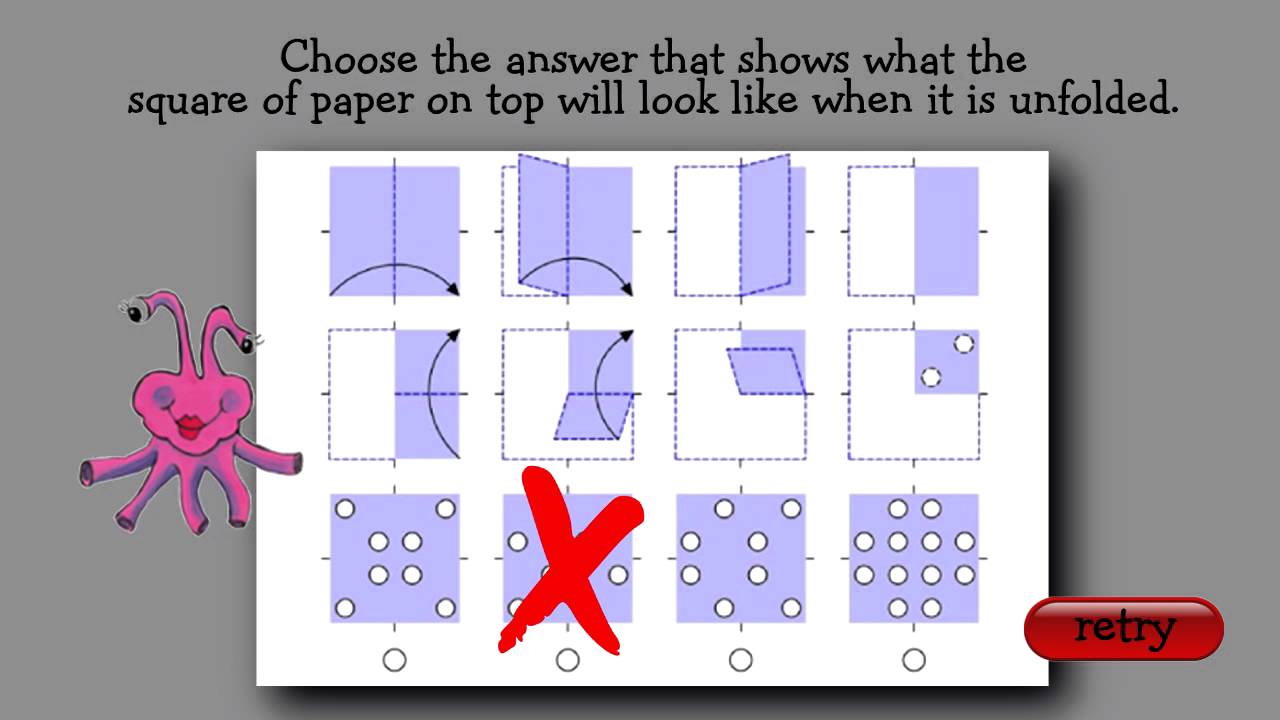 Choose the answer that shows what the
square of paper on top will look like when it is unfolded.
retry